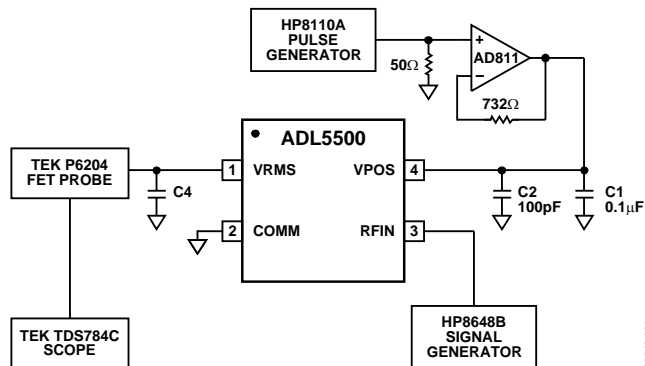 HP8110A
PULSE
GENERATOR
+
AD811
−
50Ω
732Ω
ADL5500
TEK P6204
FET PROBE
C4
1
VRMS
VPOS
4
C2
100pF
C1
0.1µF
2
COMM
RFIN
3
TEK TDS784C
SCOPE
HP8648B
SIGNAL
GENERATOR